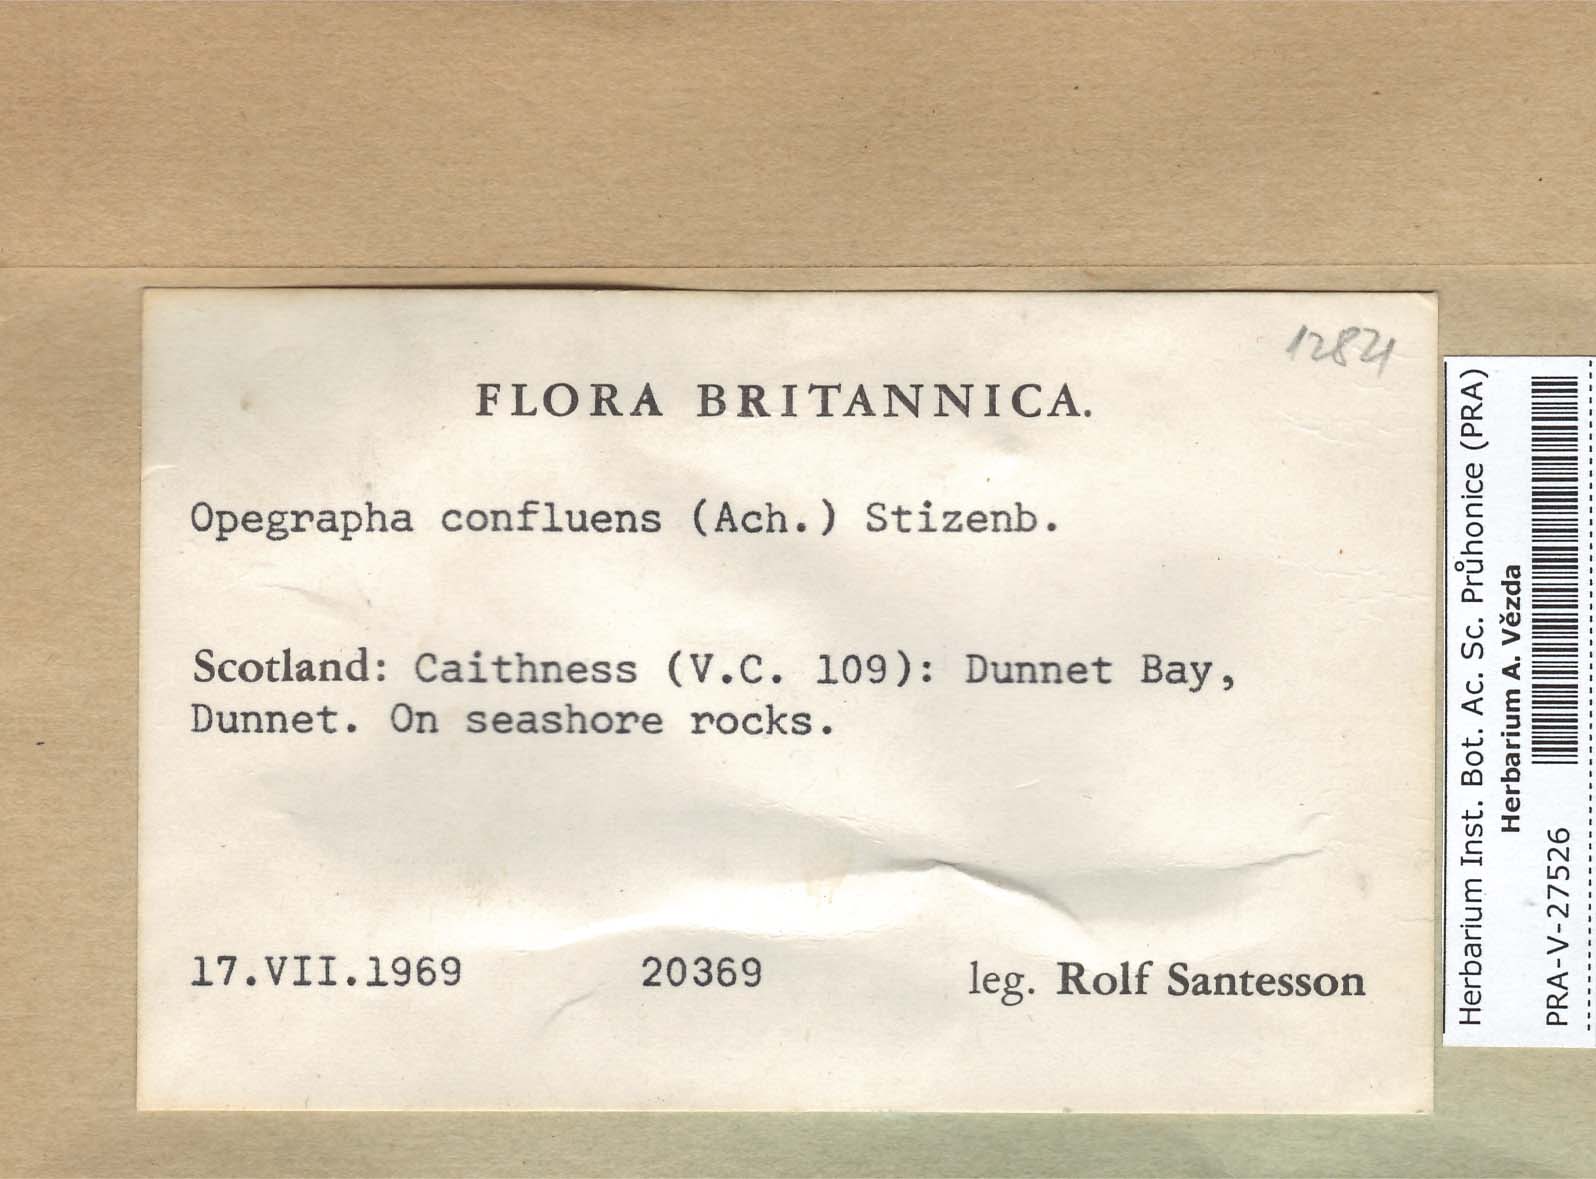 12821
FLORA BRITANNICA.
Opegrapha confluens (Ach.) Stizenb.
Scotland: Caithness (V.C. 109): Dunnet Bay,
Dunnet. On seashore rocks.
17.VII.1969 20369 leg. Rolf Santesson
Herbarium Inst. Bot. Ac. Sc. Průhonice (PRA)
Herbarium A. Vězda
PRA-V-27526